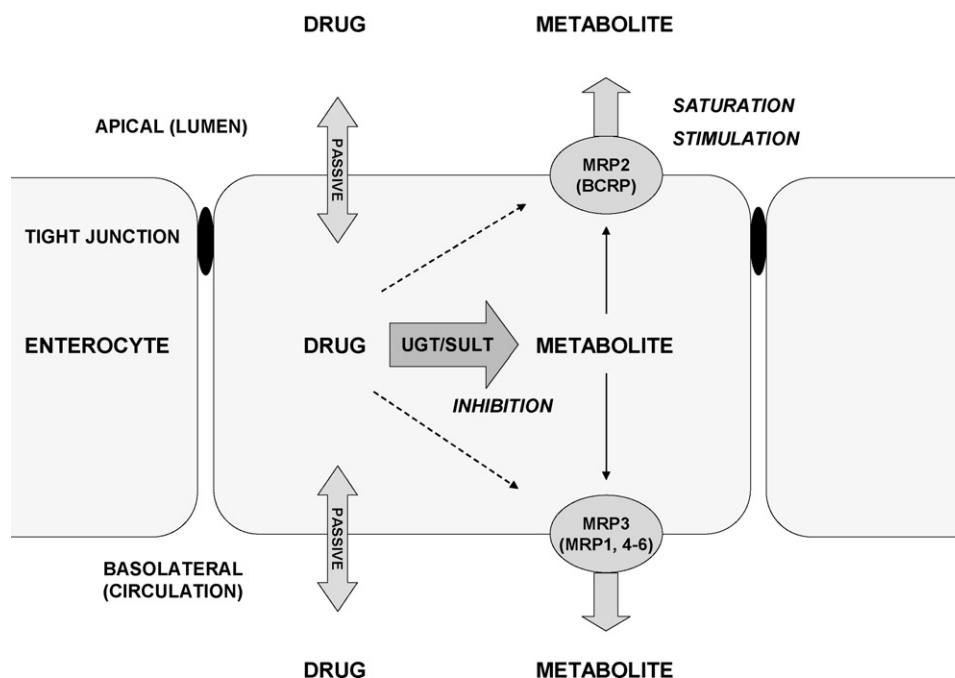 DRUG
METABOLITE
APICAL (LUMEN)
PASSIVE
SATURATION
STIMULATION
MRP2
(BCRP)
TIGHT JUNCTION
ENTEROCYTE
DRUG
UGT/SULT
METABOLITE
INHIBITION
PASSIVE
MRP3
(MRP1, 4-6)
BASOLATERAL
(CIRCULATION)
DRUG
METABOLITE